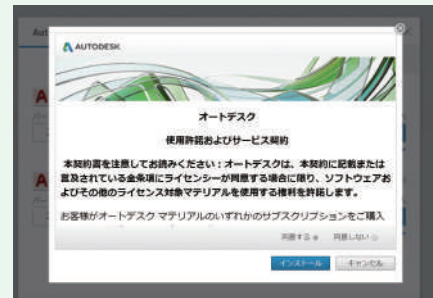 Aut
AUTODESK
オートデスク
使用許諾およびサービス契約
本契約書を注意してお読みください：オートデスクは、本契約に記載または
言及されている全条項にライセンシーが同意する場合に限り、ソフトウェアお
よびその他のライセンス対象マテリアルを使用する権利を許諾します。
お客様がオートデスク マテリアルのいずれかのサブスクリプションをご購入
同意する 同意しない
インストール キャンセル